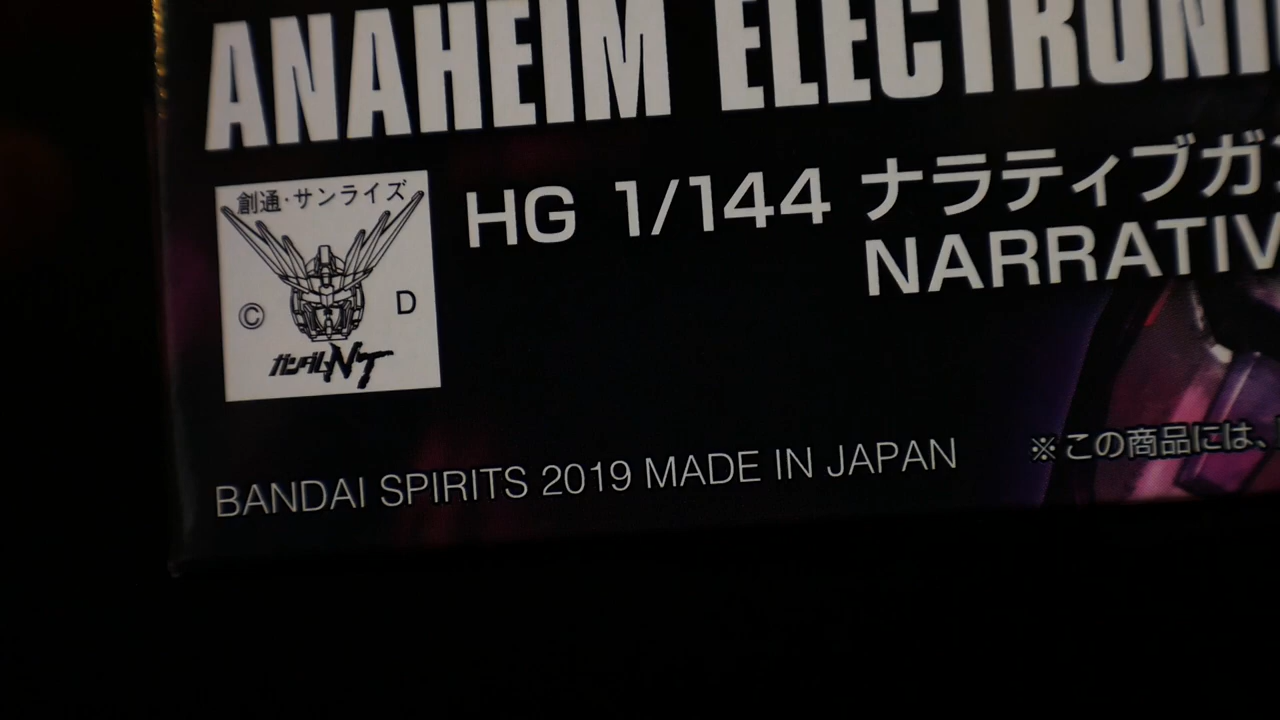 ANAHEIM ELECTRONI
創通・サンライズ
© D
ガンダムNT
HG 1/144 ナラティブガン
NARRATIV
BANDAI SPIRITS 2019 MADE IN JAPAN
※この商品には、